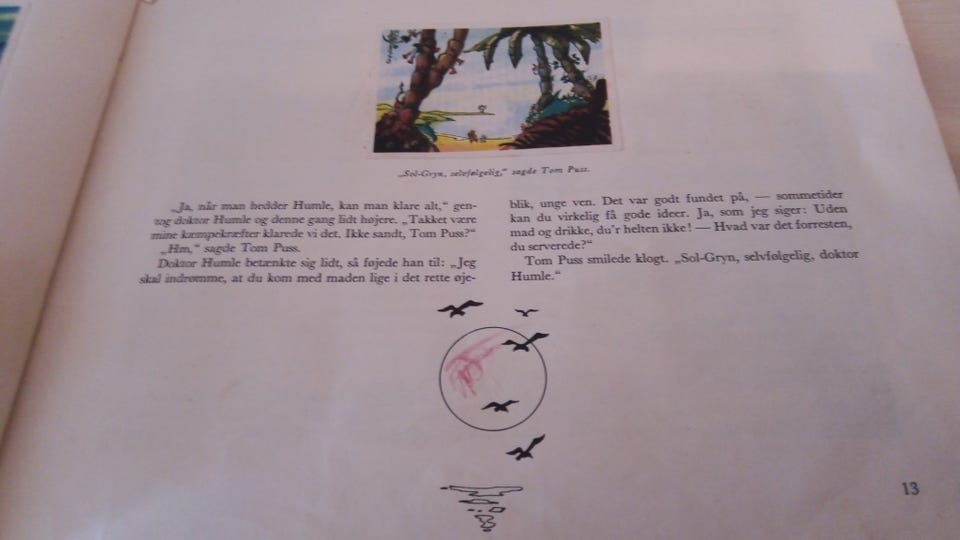 „Sol-Gryn, selvfølgelig,“ sagde Tom Puss.
„Ja, når man hedder Humle, kan man klare alt,“ gen-
tog doktor Humle og denne gang lidt højere. „Takket være
mine kæmpekræfter klarede vi det. Ikke sandt, Tom Puss?“
„Hm,“ sagde Tom Puss.
Doktor Humle betænkte sig lidt, så føjede han til: „Jeg
skal indrømme, at du kom med maden lige i det rette øje-
blik, unge ven. Det var godt fundet på, — sommetider
kan du virkelig få gode ideer. Ja, som jeg siger: Uden
mad og drikke, du'r helten ikke! — Hvad var det forresten,
du serverede?“
Tom Puss smilede klogt. „Sol-Gryn, selvfølgelig, doktor
Humle.“
13